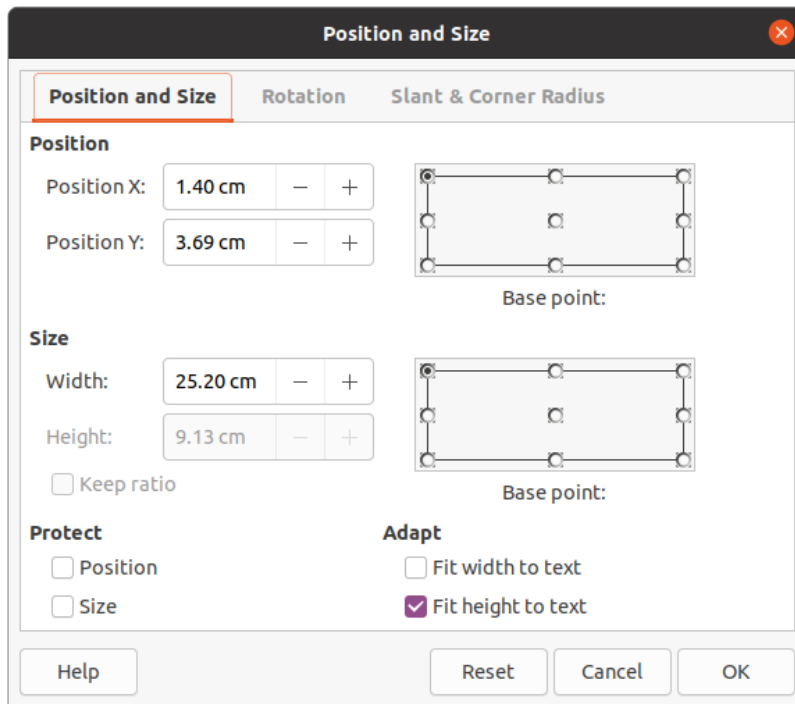 Position and Size
Position and Size Rotation Slant & Corner Radius
Position
Position X: 1.40 cm − +
Position Y: 3.69 cm − +
Base point:
Size
Width: 25.20 cm − +
Height: 9.13 cm − +
Keep ratio
Base point:
Protect Adapt
Position Fit width to text
Size Fit height to text
Help Reset Cancel OK